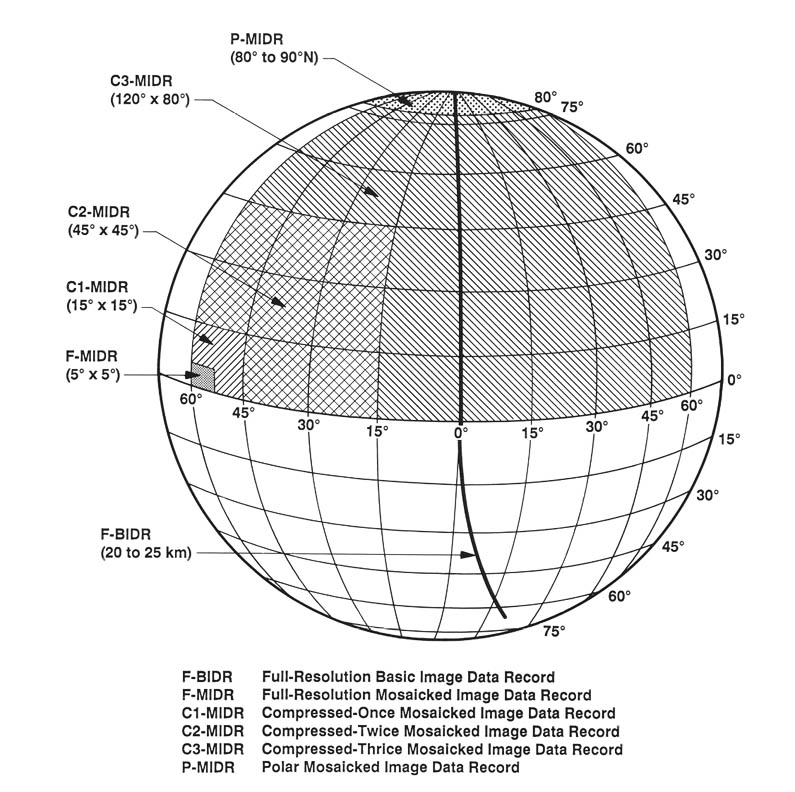 P-MIDR
(80° to 90°N)
C3-MIDR
(120° x 80°)
80°
75°
60°
45°
C2-MIDR
(45° x 45°)
30°
C1-MIDR
(15° x 15°)
15°
F-MIDR
(5° x 5°)
0°
60°
45°
30°
15°
0°
15°
30°
45°
60°
15°
30°
F-BIDR
(20 to 25 km)
45°
60°
75°
F-BIDR Full-Resolution Basic Image Data Record
F-MIDR Full-Resolution Mosaicked Image Data Record
C1-MIDR Compressed-Once Mosaicked Image Data Record
C2-MIDR Compressed-Twice Mosaicked Image Data Record
C3-MIDR Compressed-Thrice Mosaicked Image Data Record
P-MIDR Polar Mosaicked Image Data Record